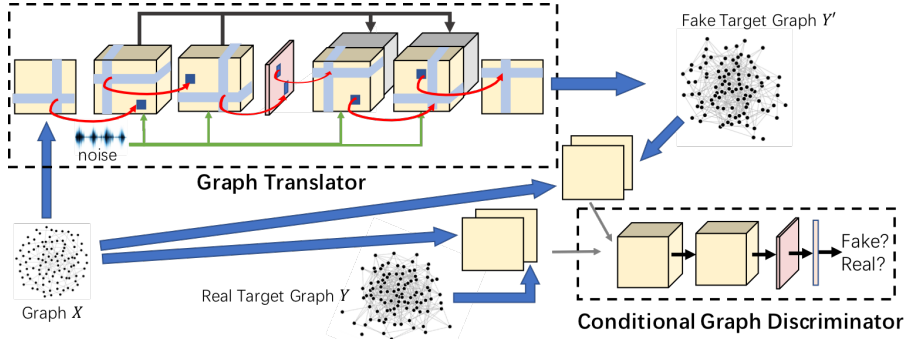 Fake Target Graph Y′
noise
Graph Translator
Fake?
Real?
Real Target Graph Y
Graph X
Conditional Graph Discriminator